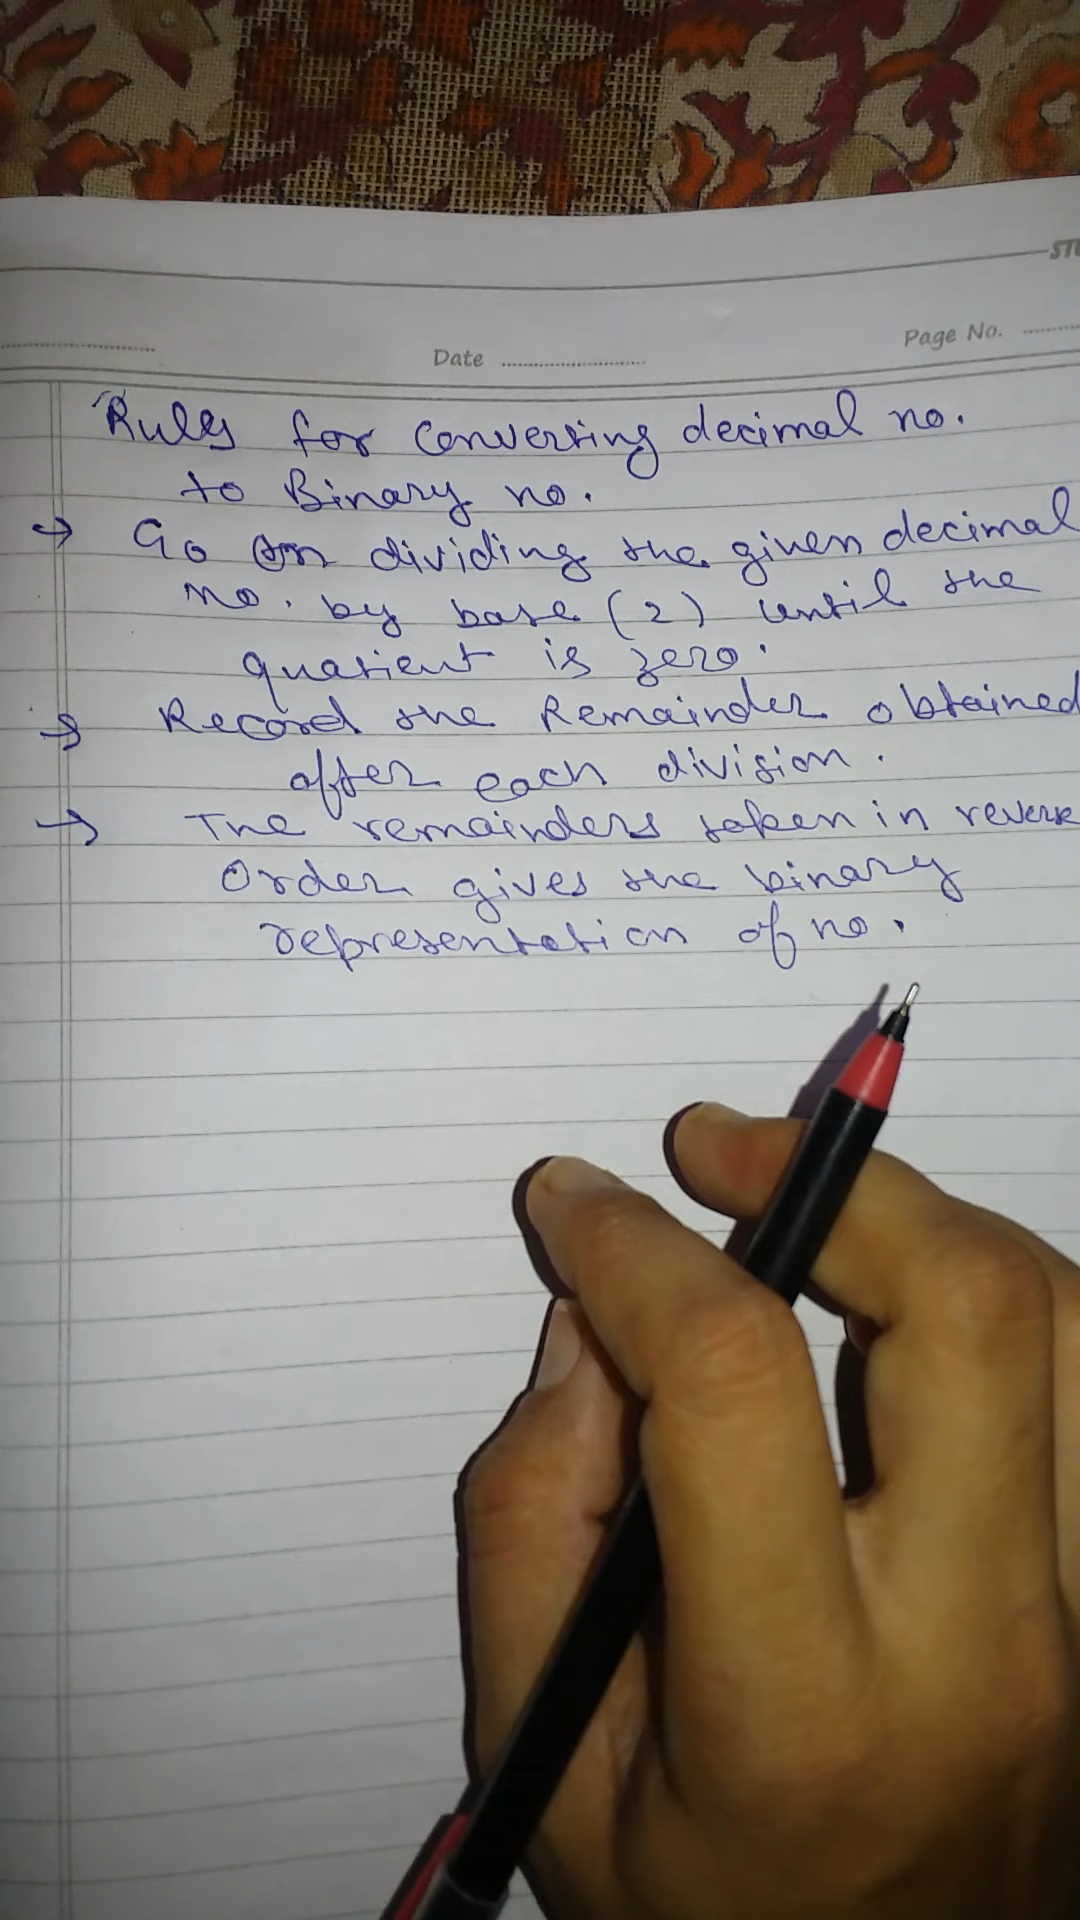 STU
Date
Page No.
Rules for Converting decimal no.
to Binary no.
→ Go on dividing the given decimal
no. by base (2) until the
quatient is zero.
→ Record the Remainder obtained
after each division.
→ The remainders taken in reverse
Order gives the binary
representation of no.